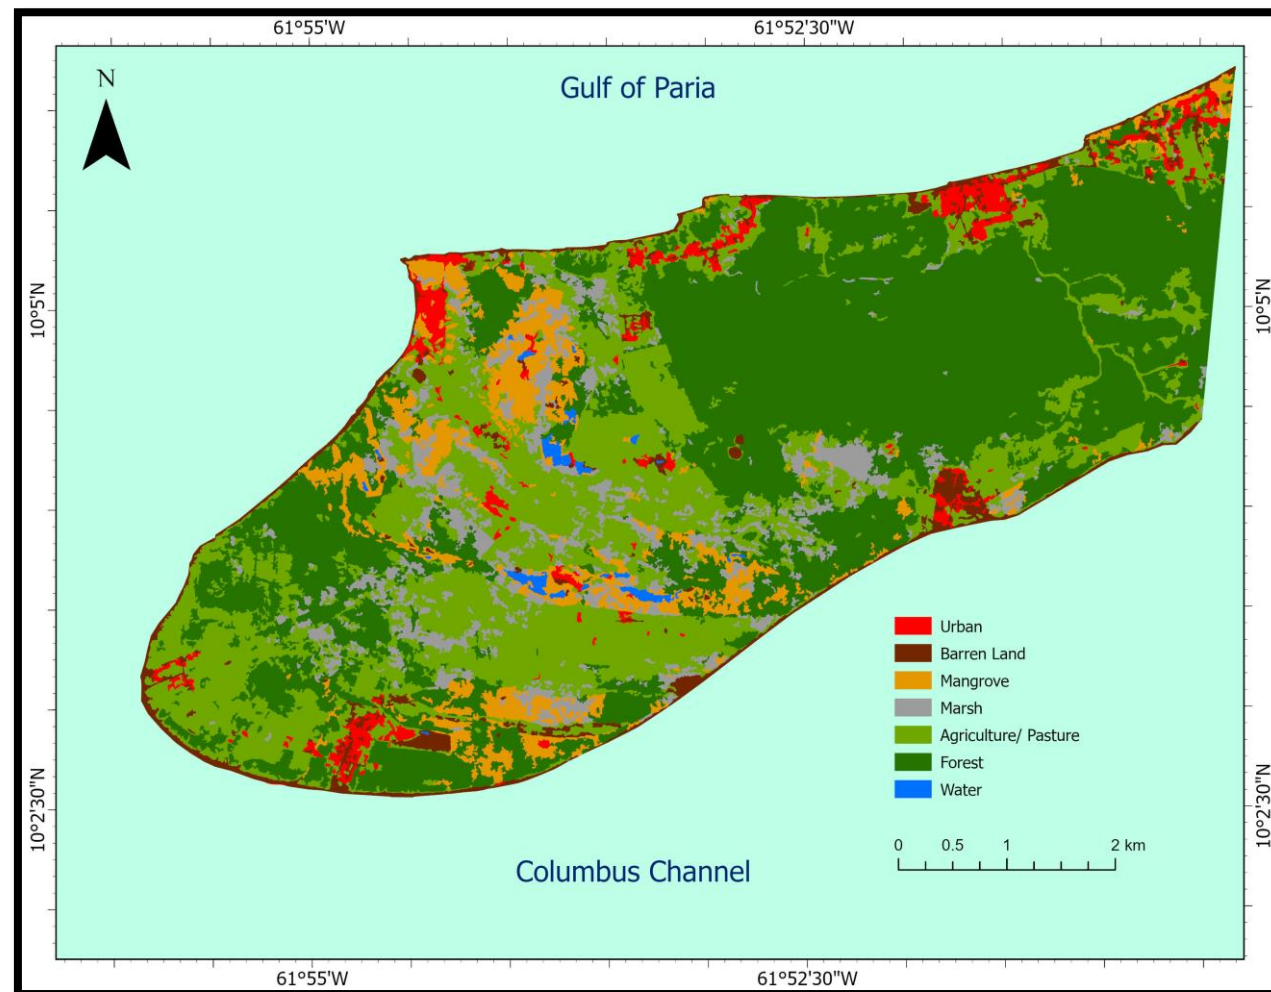 61°55'W 61°52'30"W
N
Gulf of Paria
10°5'N 10°5'N
Urban
Barren Land
Mangrove
Marsh
Agriculture/ Pasture
Forest
Water
10°2'30"N 10°2'30"N
0 0.5 1 2 km
Columbus Channel
61°55'W 61°52'30"W